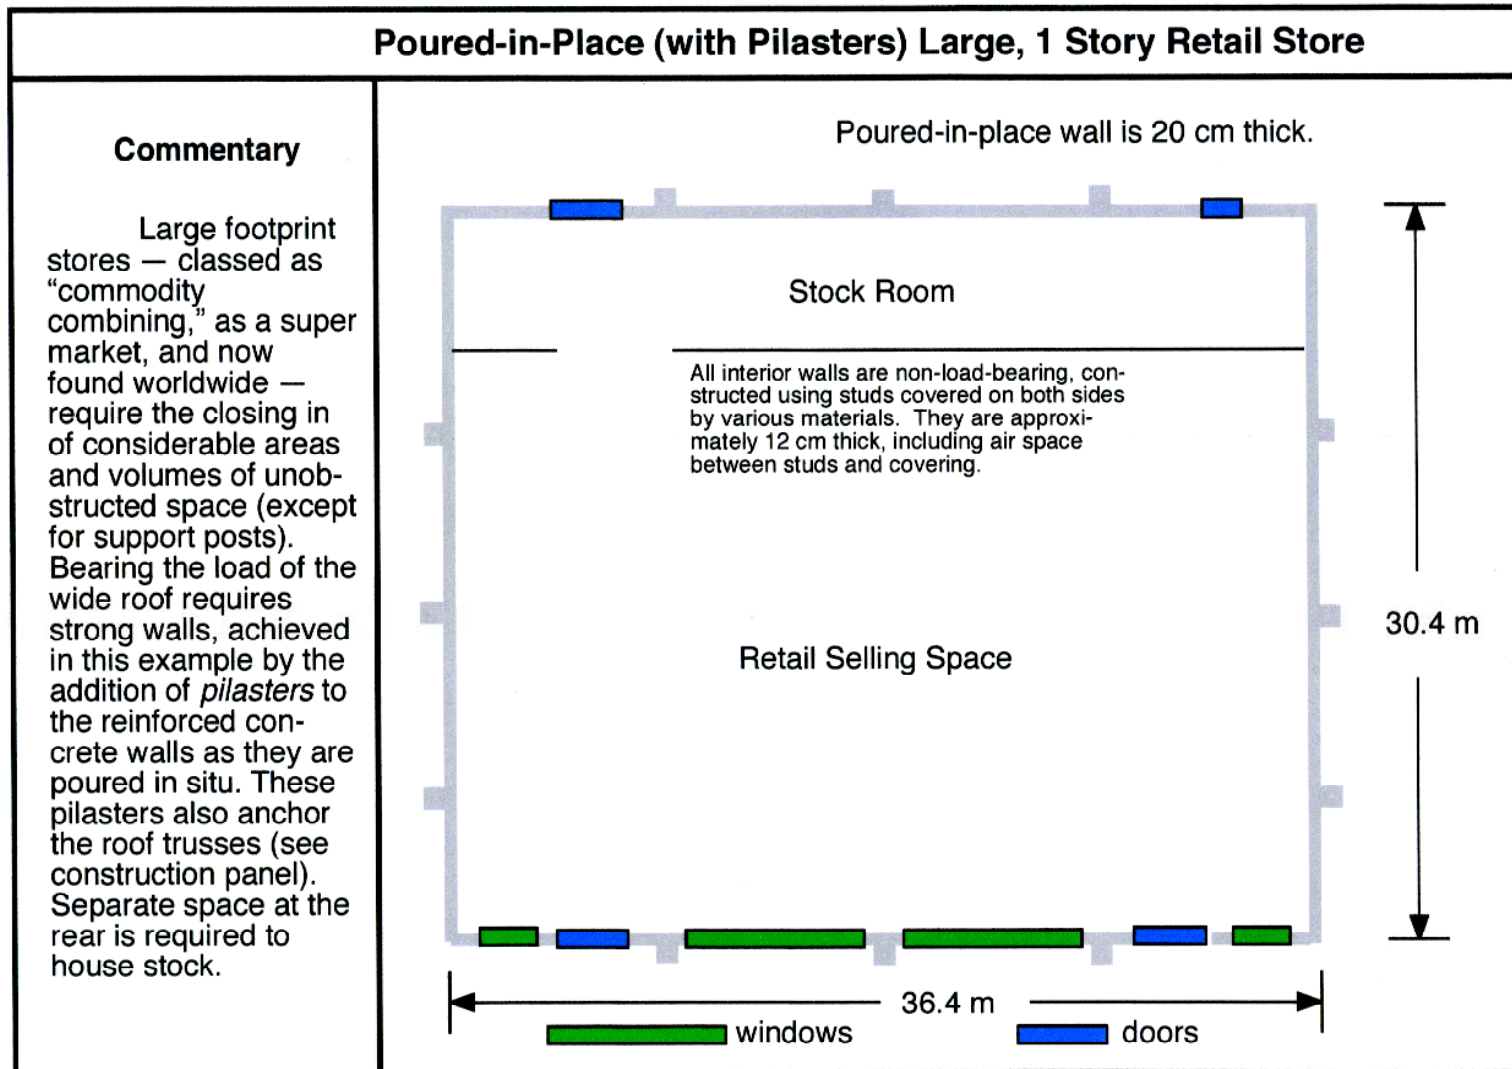 Poured-in-Place (with Pilasters) Large, 1 Story Retail Store
Commentary
Large footprint
stores — classed as
“commodity
combining,” as a super
market, and now
found worldwide —
require the closing in
of considerable areas
and volumes of unob-
structed space (except
for support posts).
Bearing the load of the
wide roof requires
strong walls, achieved
in this example by the
addition of pilasters to
the reinforced con-
crete walls as they are
poured in situ. These
pilasters also anchor
the roof trusses (see
construction panel).
Separate space at the
rear is required to
house stock.
Poured-in-place wall is 20 cm thick.
Stock Room
All interior walls are non-load-bearing, con-
structed using studs covered on both sides
by various materials. They are approxi-
mately 12 cm thick, including air space
between studs and covering.
Retail Selling Space
30.4 m
36.4 m
windows
doors